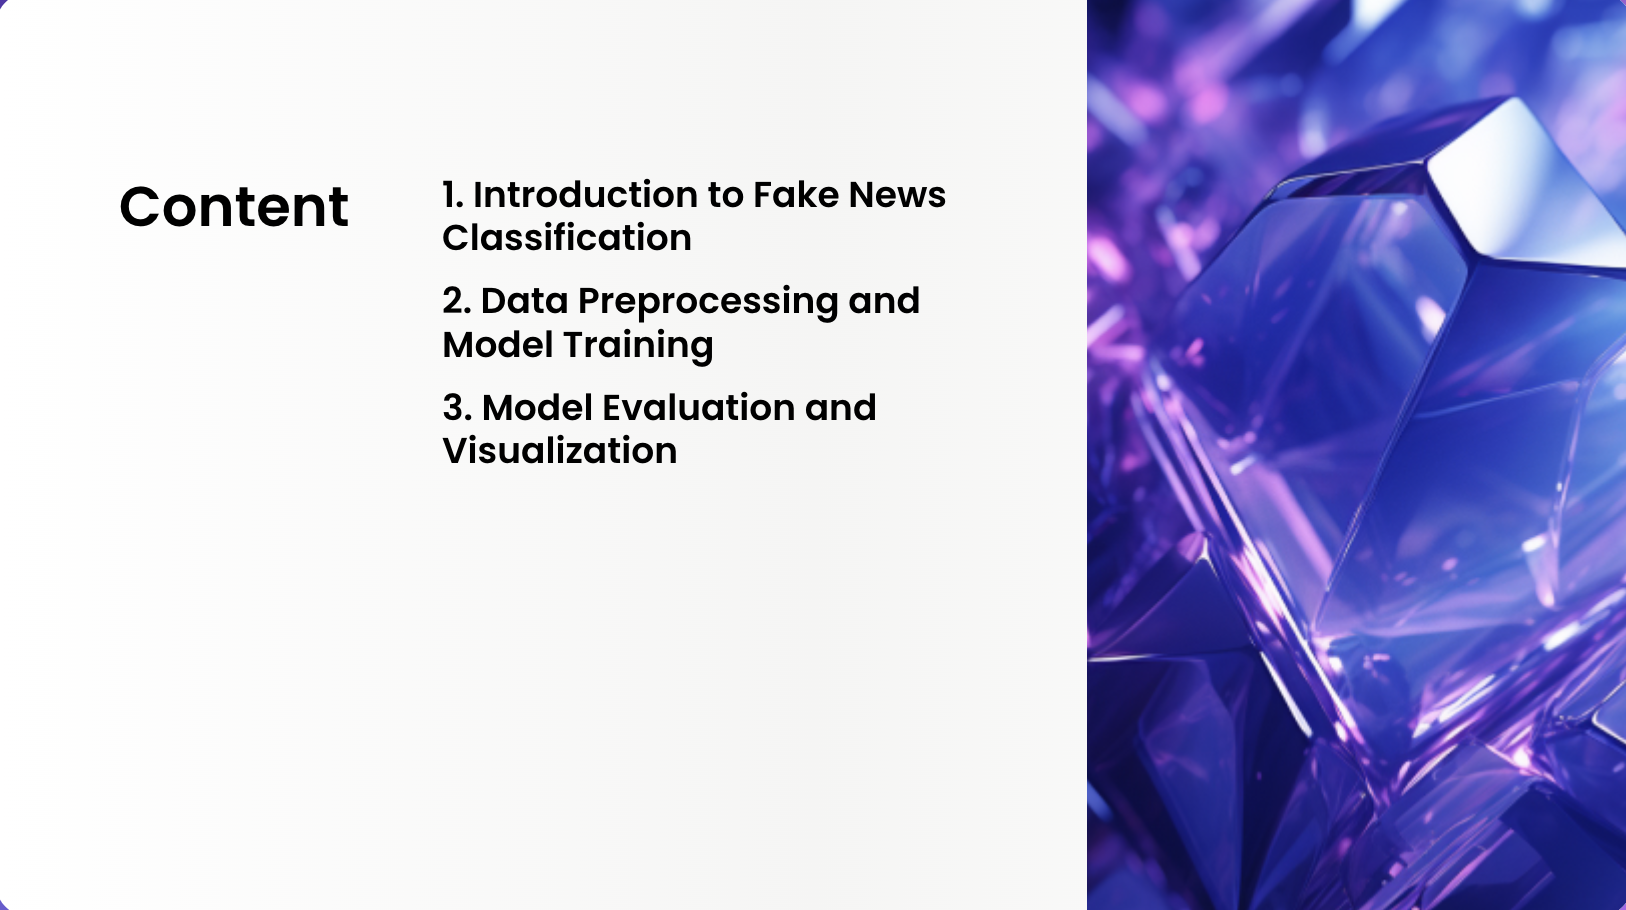 Content
1. Introduction to Fake News
Classification
2. Data Preprocessing and
Model Training
3. Model Evaluation and
Visualization